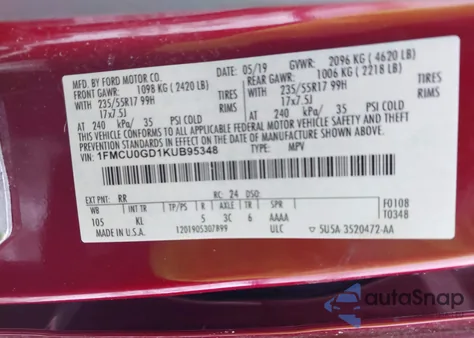 MFD. BY FORD MOTOR CO.
05/19 GVWR: 2096 KG ( 4620 LB)
FRONT GAWR: 1098 KG ( 2420 LB)
REAR GAWR: 1006 KG ( 2218 LB)
WITH 235/55R17 99H TIRES
WITH 235/55R17 99H TIRES
17x7.5J RIMS
17x7.5J RIMS
AT 240 kPa/ 35 PSI COLD
AT 240 kPa/ 35 PSI COLD
THIS VEHICLE CONFORMS TO ALL APPLICABLE FEDERAL MOTOR VEHICLE SAFETY AND THEFT
PREVENTION STANDARDS IN EFFECT ON THE DATE OF MANUFACTURE SHOWN ABOVE.
VIN: 1FMCU0GD1KUB95348
TYPE: MPV
EXT PNT: RR RC: 24 DSO:
WB INT TR TP/PS R AXLE TR SPR
105 KL 5 3C 6 AAAA
F0108
T0348
MADE IN U.S.A. 1201905307899 ULC
5U5A 3520472-AA
autoSnap